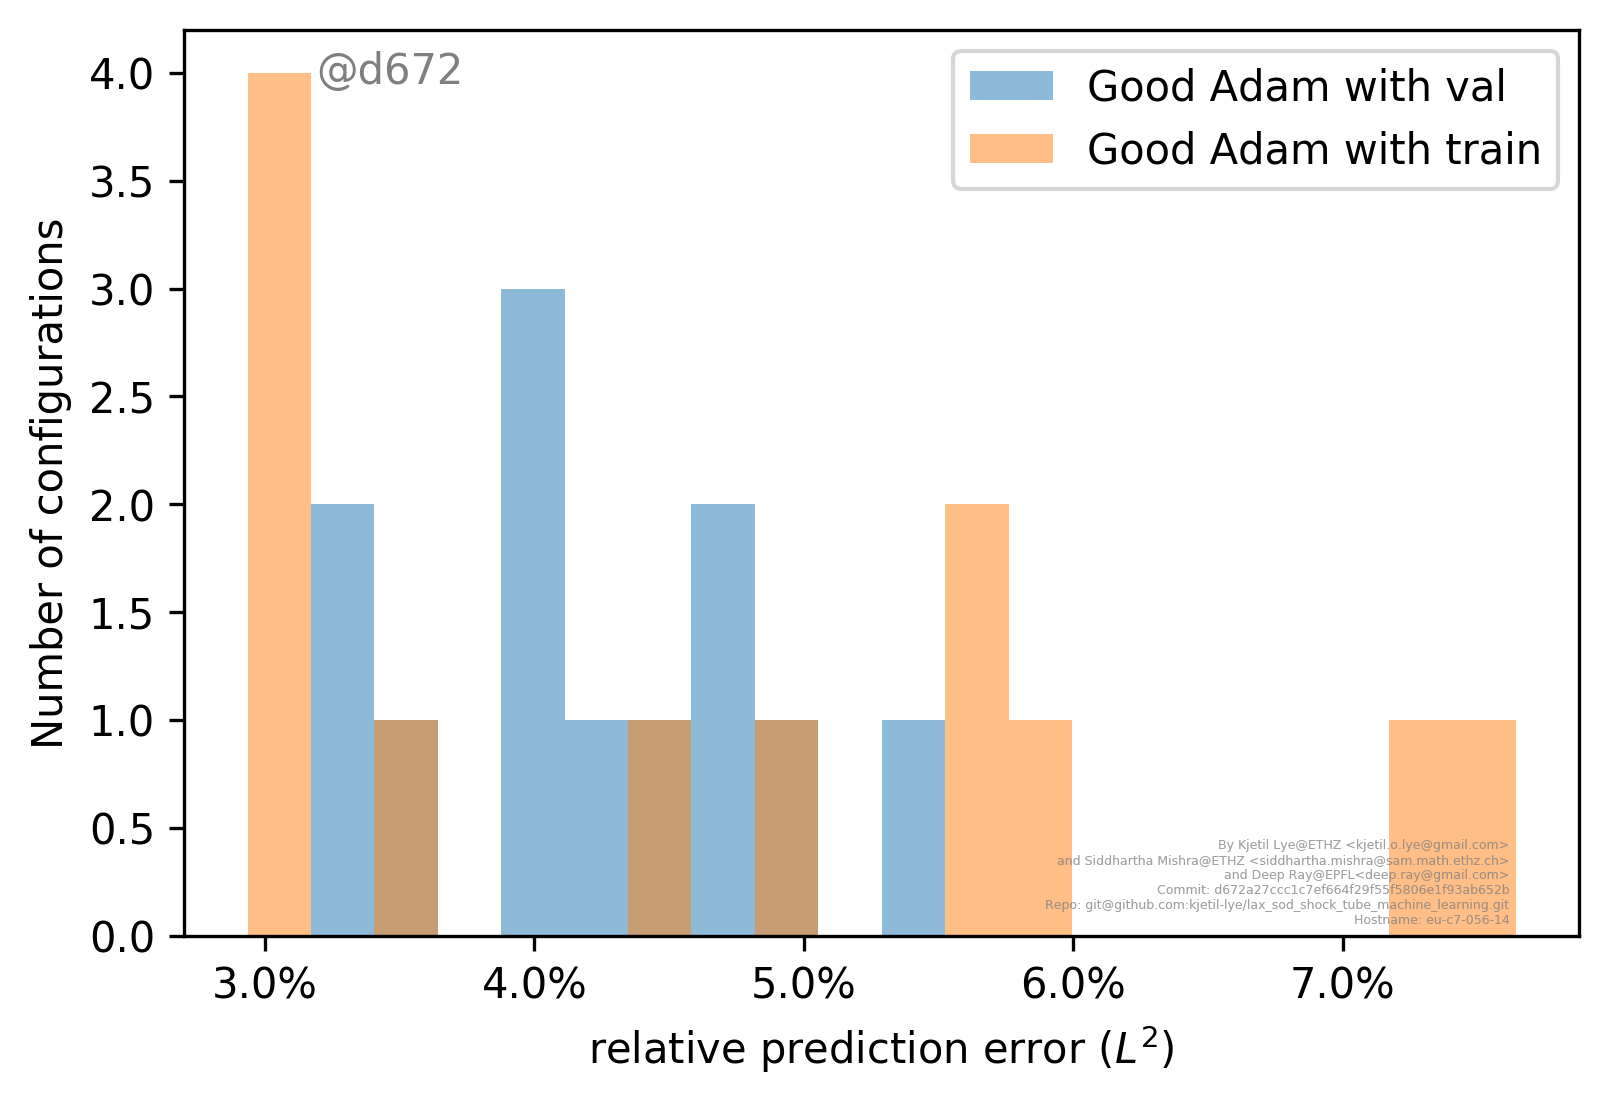 @d672
Good Adam with val
Good Adam with train
Number of configurations
4.0
3.5
3.0
2.5
2.0
1.5
1.0
0.5
0.0
By Kjetil Lye@ETHZ <kjetil.o.lye@gmail.com>
and Siddhartha Mishra@ETHZ <siddhartha.mishra@sam.math.ethz.ch>
and Deep Ray@EPFL<deep.ray@gmail.com>
Commit: d672a27ccc1c7ef664f29f55f5806e1f93ab652b
Repo: git@github.com:kjetil-lye/lax_sod_shock_tube_machine_learning.git
Hostname: eu-c7-056-14
3.0% 4.0% 5.0% 6.0% 7.0%
relative prediction error (L²)